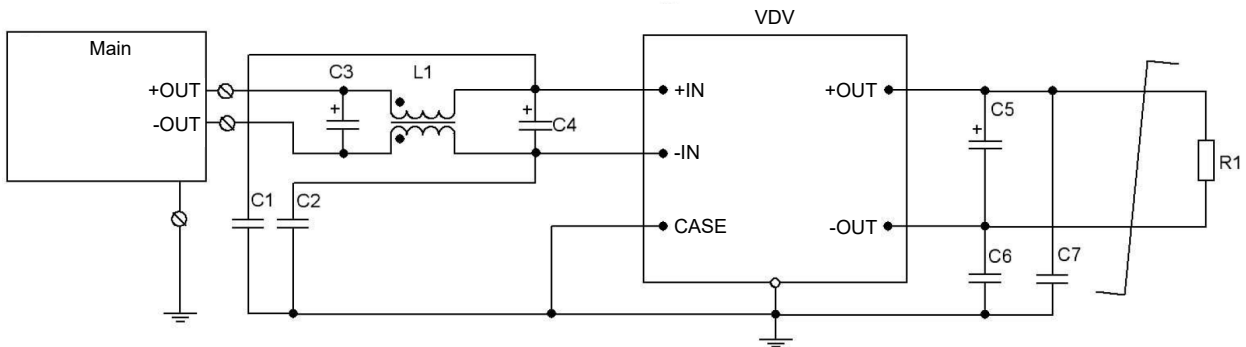 VDV
Main
C3
L1
+OUT
+IN
+OUT
+
+
C4
C5
+
-OUT
-IN
R1
C1
C2
CASE
-OUT
C6
C7